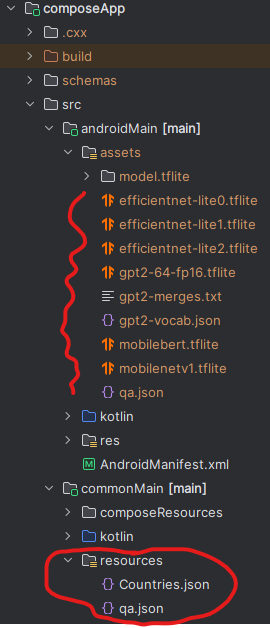 composeApp
.cxx
build
schemas
src
androidMain [main]
assets
model.tflite
efficientnet-lite0.tflite
efficientnet-lite1.tflite
efficientnet-lite2.tflite
gpt2-64-fp16.tflite
gpt2-merges.txt
gpt2-vocab.json
mobilebert.tflite
mobilenetv1.tflite
qa.json
kotlin
res
AndroidManifest.xml
commonMain [main]
composeResources
kotlin
resources
Countries.json
qa.json